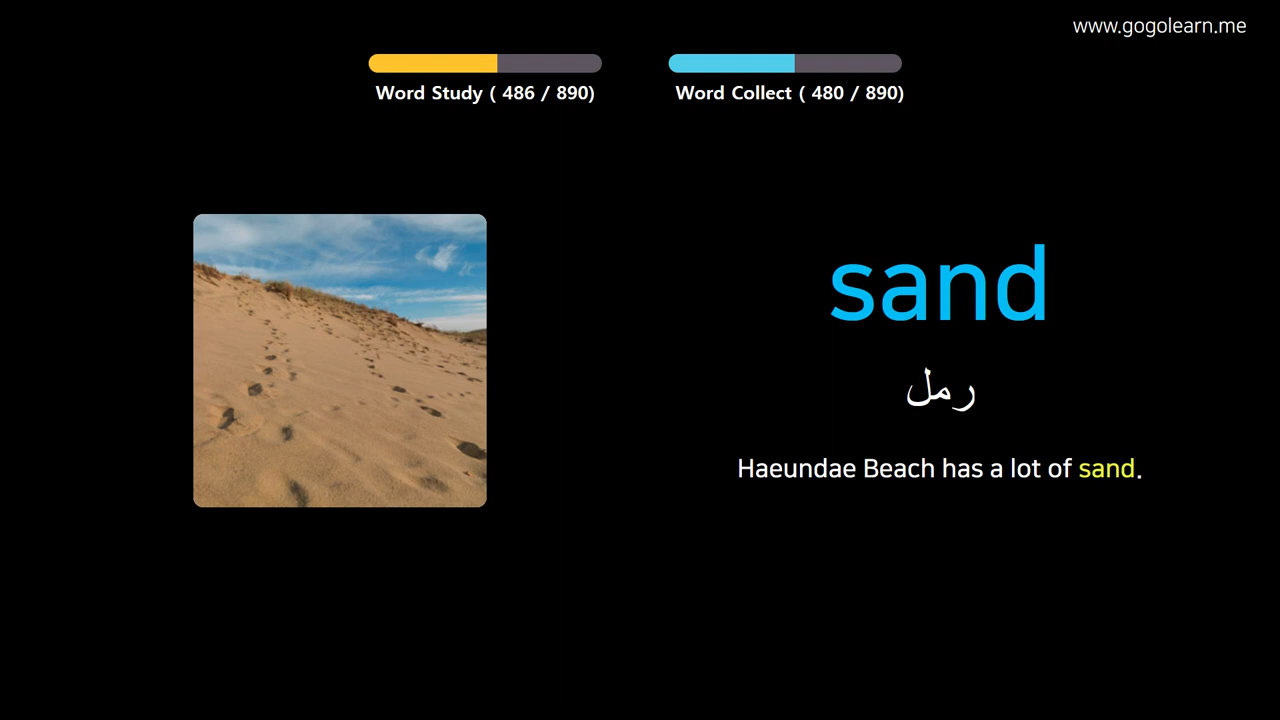 www.gogolearn.me
Word Study ( 486 / 890)
Word Collect ( 480 / 890)
sand
رمل
Haeundae Beach has a lot of sand.